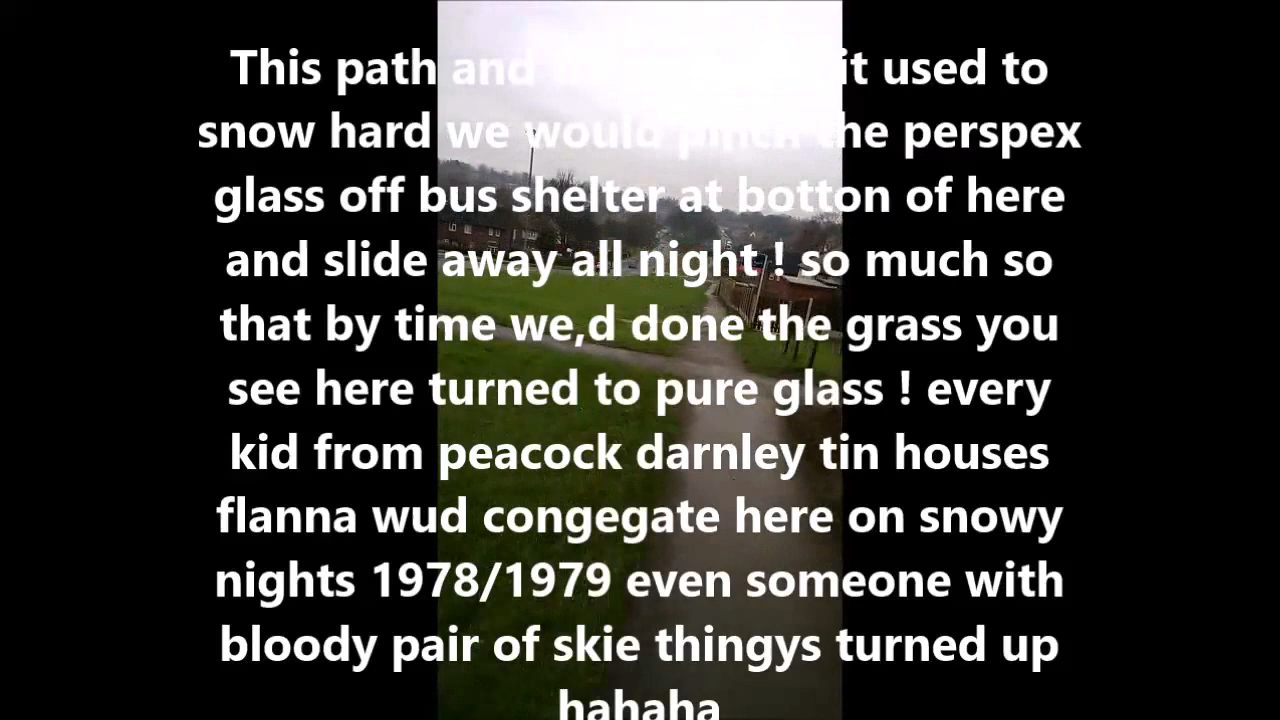 This path and it used to
snow hard we would pinch the perspex
glass off bus shelter at botton of here
and slide away all night ! so much so
that by time we,d done the grass you
see here turned to pure glass ! every
kid from peacock darnley tin houses
flanna wud congegate here on snowy
nights 1978/1979 even someone with
bloody pair of skie thingys turned up
hahaha